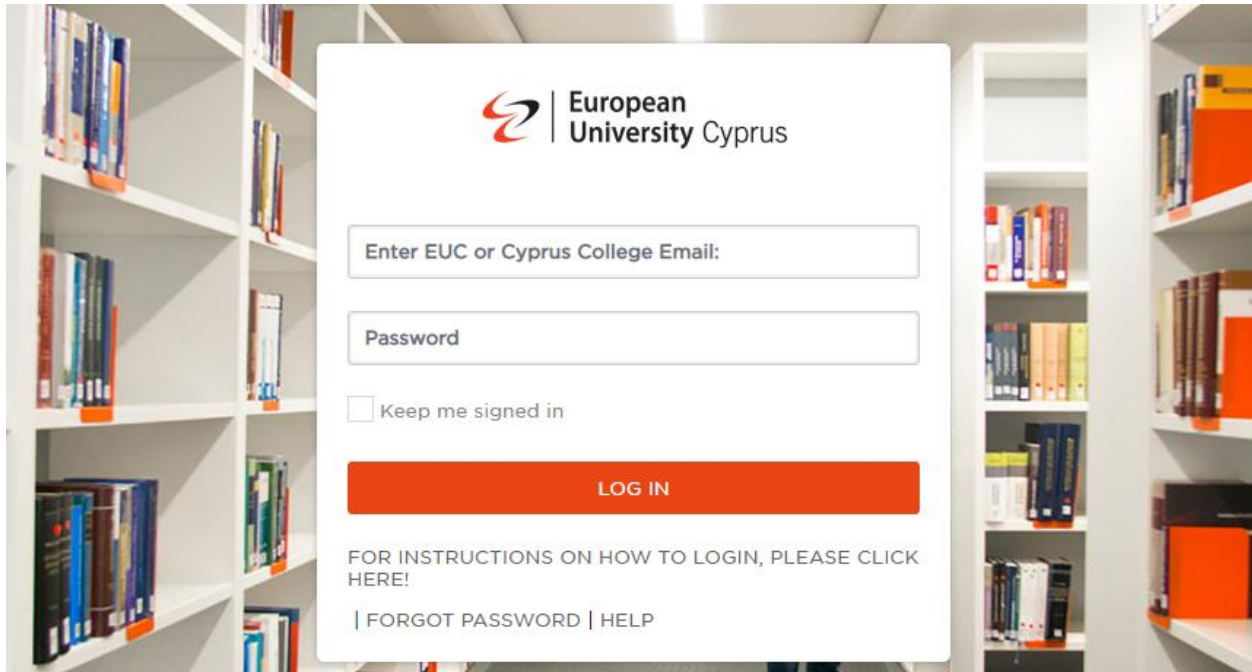 European
University Cyprus
Enter EUC or Cyprus College Email:
Password
Keep me signed in
LOG IN
FOR INSTRUCTIONS ON HOW TO LOGIN, PLEASE CLICK
HERE!
| FORGOT PASSWORD | HELP